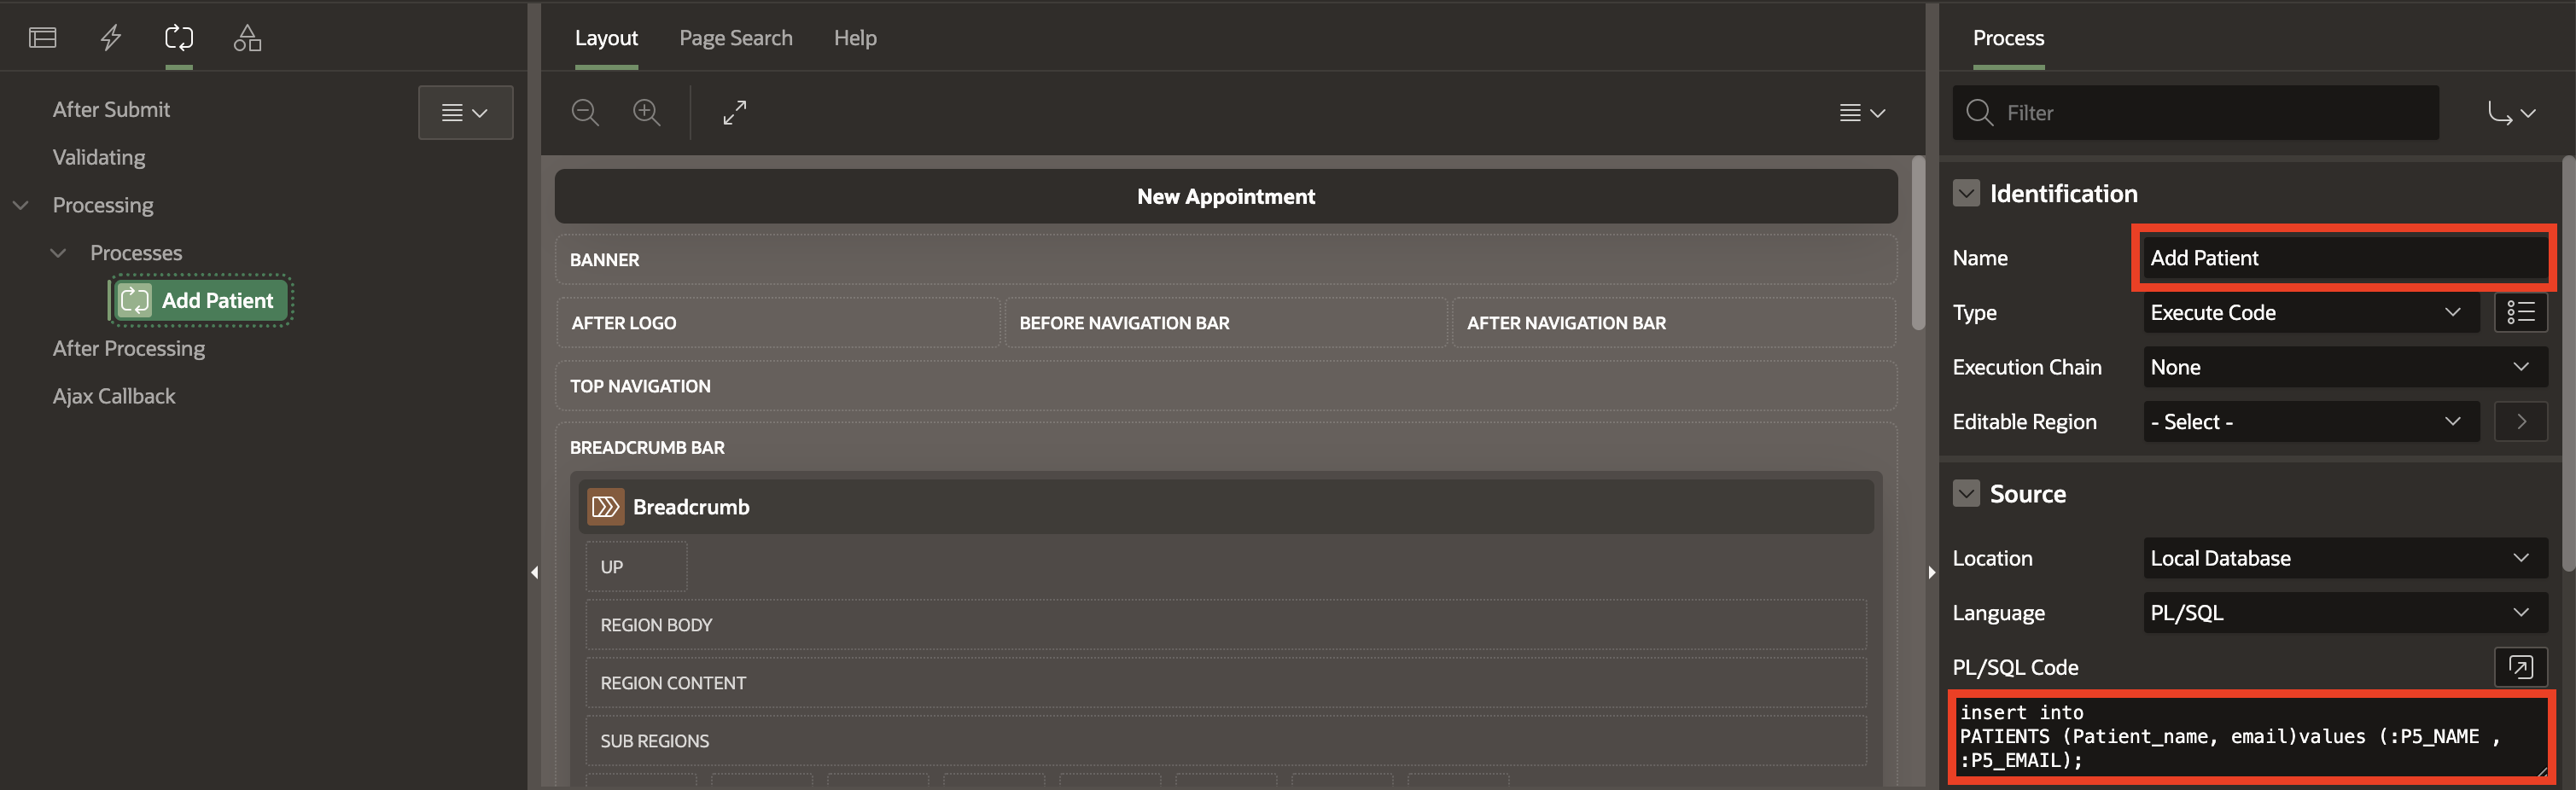 After Submit
Validating
Processing
Processes
Add Patient
After Processing
Ajax Callback
Layout
Page Search
Help
New Appointment
BANNER
AFTER LOGO
BEFORE NAVIGATION BAR
AFTER NAVIGATION BAR
TOP NAVIGATION
BREADCRUMB BAR
Breadcrumb
UP
REGION BODY
REGION CONTENT
SUB REGIONS
Process
Filter
Identification
Name
Add Patient
Type
Execute Code
Execution Chain
None
Editable Region
- Select -
Source
Location
Local Database
Language
PL/SQL
PL/SQL Code
insert into
PATIENTS (Patient_name, email)values (:P5_NAME ,
:P5_EMAIL);